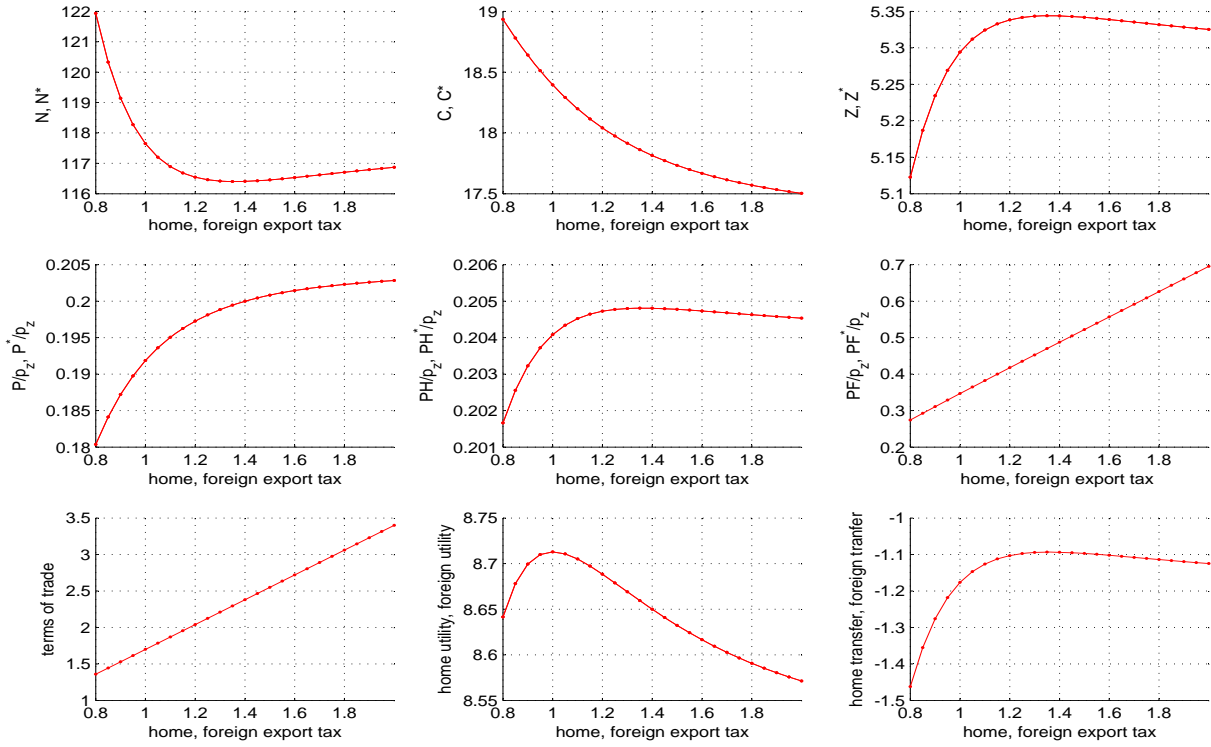 122
121
120
119
118
117
116
N, N*
0.8 1 1.2 1.4 1.6 1.8
home, foreign export tax
19
18.5
18
17.5
C, C*
0.8 1 1.2 1.4 1.6 1.8
home, foreign export tax
5.35
5.3
5.25
5.2
5.15
5.1
Z, Z*
0.8 1 1.2 1.4 1.6 1.8
home, foreign export tax
0.205
0.2
0.195
0.19
0.185
0.18
P/p_z, P*/p_z
0.8 1 1.2 1.4 1.6 1.8
home, foreign export tax
0.206
0.205
0.204
0.203
0.202
0.201
PH/p_z, PH*/p_z
0.8 1 1.2 1.4 1.6 1.8
home, foreign export tax
0.7
0.6
0.5
0.4
0.3
0.2
PF/p_z, PF*/p_z
0.8 1 1.2 1.4 1.6 1.8
home, foreign export tax
3.5
3
2.5
2
1.5
1
terms of trade
0.8 1 1.2 1.4 1.6 1.8
home, foreign export tax
8.75
8.7
8.65
8.6
8.55
home utility, foreign utility
0.8 1 1.2 1.4 1.6 1.8
home, foreign export tax
-1
-1.1
-1.2
-1.3
-1.4
-1.5
home transfer, foreign tranfer
0.8 1 1.2 1.4 1.6 1.8
home, foreign export tax